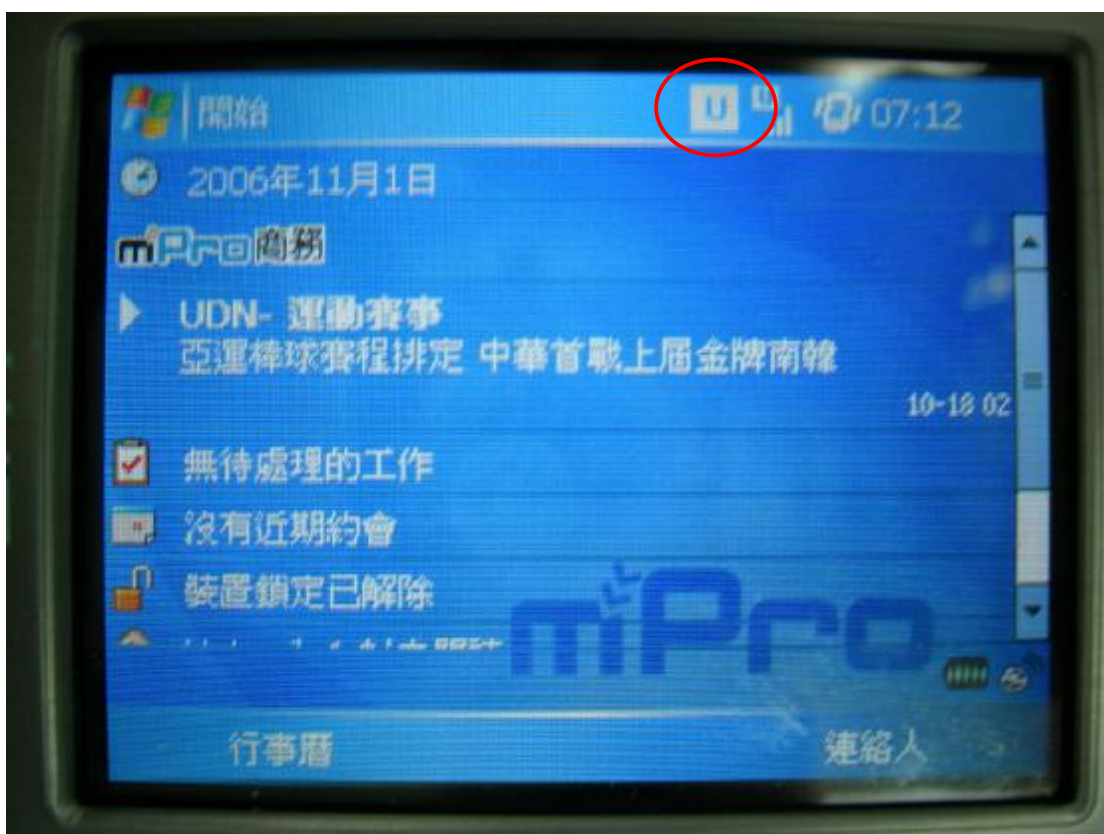 開始 U 07:12
2006年11月1日
mPro商務
UDN- 運動賽事
亞運棒球賽程排定 中華首戰上屆金牌南韓
10-18 02
無待處理的工作
沒有近期約會
裝置鎖定已解除
mPro
行事曆 連絡人